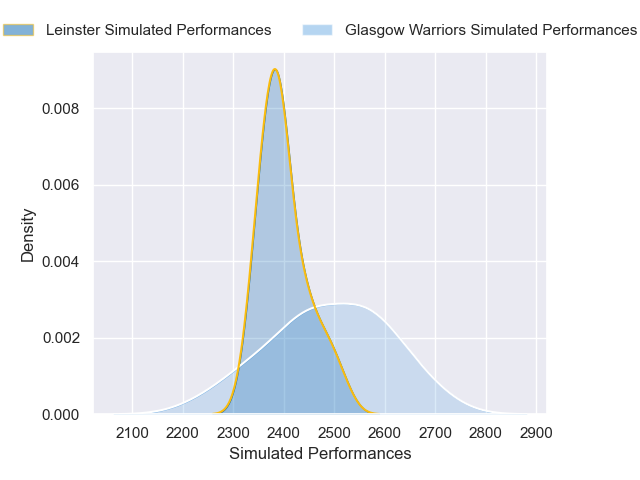 Leinster Simulated Performances
Glasgow Warriors Simulated Performances
Density
0.008
0.006
0.004
0.002
0.000
2100 2200 2300 2400 2500 2600 2700 2800 2900
Simulated Performances